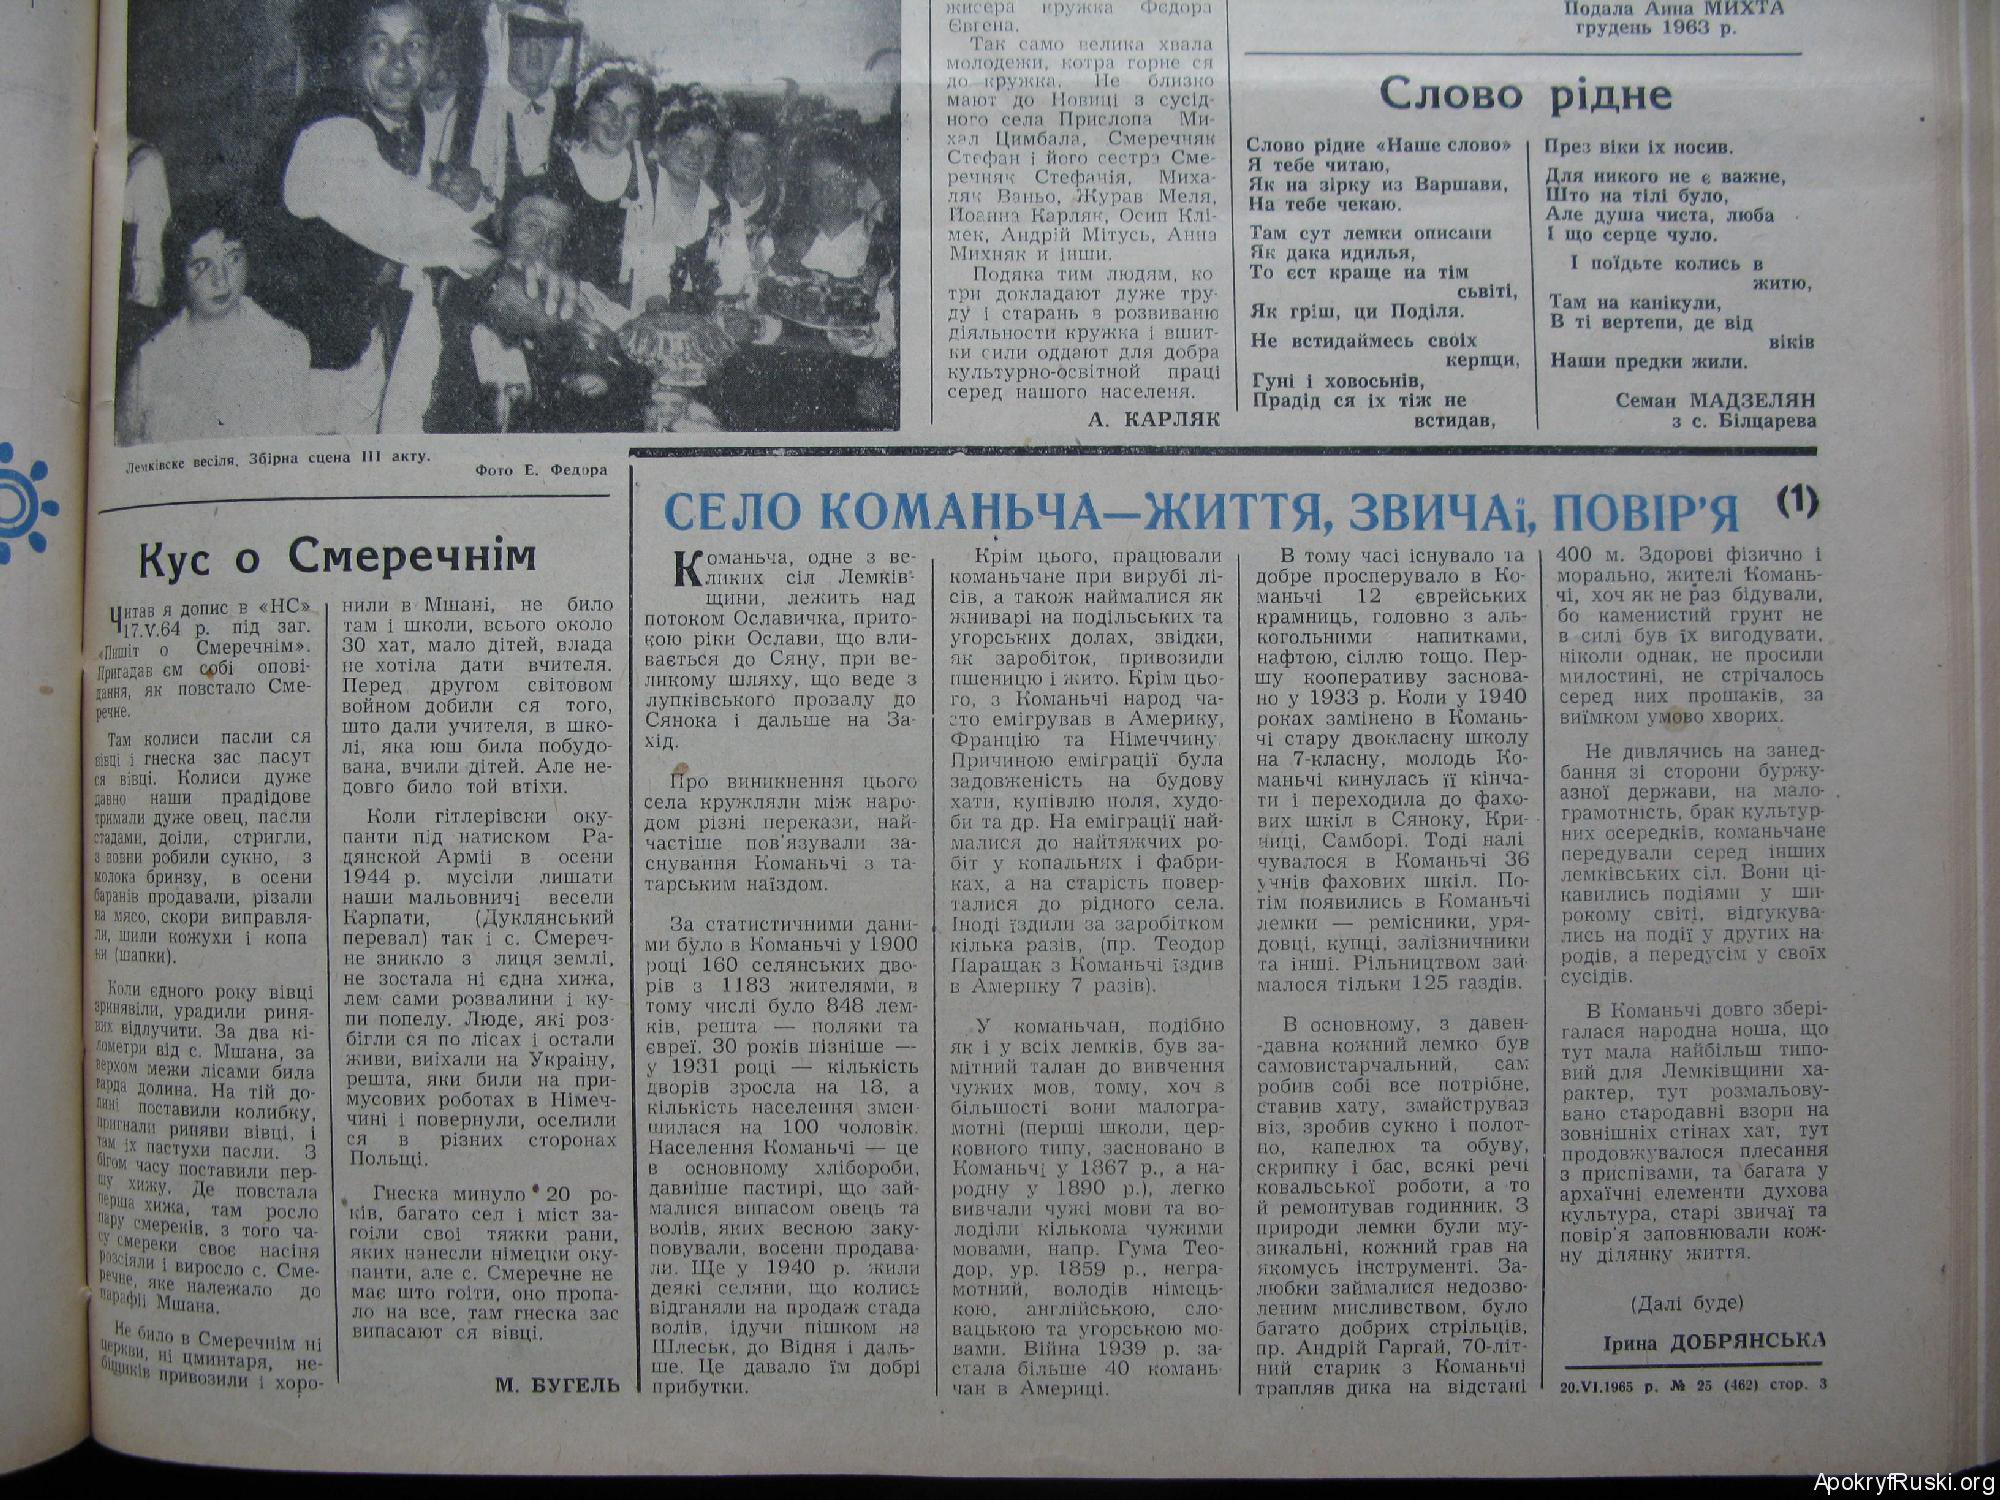 жисера кружка Федора
Євгена.
Так само велика хвала
молодежи, котра горне ся
до кружка. Не близко
мают до Новиці з сусід-
ного села Прислопа Ми-
хал Цимбала, Смеречняк
Стефан і його сестра Сме-
речняк Стефанія, Миха-
ляк Ваньо, Журав Меля,
Йоанна Карляк, Осип Клі-
мек, Андрій Мітусь, Анна
Михняк и інши.
Подяка тим людям, ко
три докладают дуже тру-
ду і старань в розвиваню
діяльности кружка і вшит-
ки сили оддают для добра
культурно-освітной праці
серед нашого населеня.
А. КАРЛЯК
Подала Анна МИХТА
грудень 1963 р.
Слово рідне
Слово рідне «Наше слово»
Я тебе читаю,
Як на зірку из Варшави,
На тебе чекаю.
Там сут лемки описани
Як дака идилья,
То єст краще на тім
сьвіті,
Як гріш, ци Поділя.
Не встидаймесь своїх
керпци,
Гуні і ховосьнів,
Прадід ся іх тіж не
встидав,
През віки іх носив.
Для никого не є важне,
Што на тілі було,
Але душа чиста, люба
І що серце чуло.
І поїдьте колись в
житю,
Там на канікули,
В ті вертепи, де від
віків
Наши предки жили.
Семан МАДЗЕЛЯН
з с. Білцарева
Лемківске весіля. Збірна сцена III акту.
Фото Е. Федора
Кус о Смеречнім
Читав я допис в «НС»
17.V.64 р. під заг.
«Пишіт о Смеречнім».
Пригадав єм собі опові-
дання, як повстало Сме-
речне.
Там колиси пасли ся
вівці і гнеска зас пасут
ся вівці. Колиси дуже
давно наши прадідове
тримали дуже овец, пасли
стадами, доїли, стригли,
з вовни робили сукно, з
молока бринзу, в осени
баранів продавали, різали
на мясо, скори виправля-
ли, шили кожухи і копа
ки (шапки).
Коли єдного року вівці
зринявіли, урадили риня-
вих відлучити. За два кі-
лометри від с. Мшана, за
верхом межи лісами била
гарда долина. На тій до-
лині поставили колибку,
пригнали риняви вівці, і
там їх пастухи пасли. З
бігом часу поставили пер-
шу хижу. Де повстала
перша хижа, там росло
пару смереків, з того ча-
су смереки своє насіня
розсіяли і виросло с. Сме-
речне, яке належало до
парафії Мшана.
Не било в Смеречнім ні
церкви, ні цминтаря, не-
біщиків привозили і хоро-
нили в Мшані, не било
там і школи, всього около
30 хат, мало дітей, влада
не хотіла дати вчителя.
Перед другом світовом
войном добили ся того,
што дали учителя, в шко-
лі, яка юш била побудо-
вана, вчили дітей. Але не-
довго било той втіхи.
Коли гітлерівски оку-
панти під натиском Ра-
дянской Армії в осени
1944 р. мусіли лишати
наши мальовничі весели
Карпати, (Дуклянський
перевал) так і с. Смереч-
не зникло з лиця землі,
не зостала ні єдна хижа,
лем сами розвалини і ку-
пи попелу. Люде, які роз-
бігли ся по лісах і остали
живи, виїхали на Україну,
решта, яки били на при-
мусових роботах в Німеч-
чині і повернули, оселили
ся в різних сторонах
Польщі.
Гнеска минуло 20 ро-
ків, багато сел і міст за-
гоїли свої тяжки рани,
яких нанесли німецки оку-
панти, але с. Смеречне не
має што гоїти, оно пропа-
ло на все, там гнеска зас
випасают ся вівці.
М. БУГЕЛЬ
СЕЛО КОМАНЬЧА—ЖИТТЯ, ЗВИЧАї, ПОВІР'Я (1)
Команьча, одне з ве-
ликих сіл Лемків-
щини, лежить над
потоком Ославичка, прито-
кою ріки Ослави, що вли-
вається до Сяну, при ве-
ликому шляху, що веде з
лупківського прозалу до
Сянока і дальше на За-
хід.
Про виникнення цього
села кружляли між наро-
дом різні перекази, най-
частіше пов'язували за-
снування Команьчі з та-
тарським наїздом.
За статистичними дани-
ми було в Команьчі у 1900
році 160 селянських дво-
рів з 1183 жителями, в
тому числі було 848 лем-
ків, решта — поляки та
євреї. 30 років пізніше —
у 1931 році — кількість
дворів зросла на 18, а
кількість населення змен-
шилася на 100 чоловік.
Населення Команьчі — це
в основному хлібороби,
давніше пастирі, що зай-
малися випасом овець та
волів, яких весною заку-
повували, восени продава-
ли. Ще у 1940 р. жили
деякі селяни, що колись
відганяли на продаж стада
волів, ідучи пішком на
Шлеськ, до Відня і даль-
ше. Це давало їм добрі
прибутки.
Крім цього, працювали
команьчане при вирубі лі-
сів, а також наймалися як
жниварі на подільських та
угорських долах, звідки,
як заробіток, привозили
пшеницю і жито. Крім цьо-
го, з Команьчі народ ча-
сто емігрував в Америку,
Францію та Німеччину.
Причиною еміграції була
задовженість на будову
хати, купівлю поля, худо-
би та др. На еміграції най-
малися до найтяжчих ро-
біт у копальнях і фабри-
ках, а на старість повер-
талися до рідного села.
Іноді їздили за заробітком
кілька разів, (пр. Теодор
Паращак з Команьчі їздив
в Америку 7 разів).
У команьчан, подібно
як і у всіх лемків, був за-
мітний талан до вивчення
чужих мов, тому, хоч в
більшості вони малогра-
мотні (перші школи, цер-
ковного типу, засновано в
Команьчі у 1867 р., а на-
родну у 1890 р.), легко
вивчали чужі мови та во-
лоділи кількома чужими
мовами, напр. Гума Тео-
дор, ур. 1859 р., негра-
мотний, володів німець-
кою, англійською, сло-
вацькою та угорською мо-
вами. Війна 1939 р. за-
стала більше 40 комань-
чан в Америці.
В тому часі існувало та
добре просперувало в Ко-
маньчі 12 єврейських
крамниць, головно з аль-
когольними напитками,
нафтою, сіллю тощо. Пер-
шу кооперативу заснова-
но у 1933 р. Коли у 1940
роках замінено в Комань-
чі стару двокласну школу
на 7-класну, молодь Ко-
маньчі кинулась її кінча-
ти і переходила до фахо-
вих шкіл в Сяноку, Кри-
ниці, Самборі. Тоді налі
чувалося в Команьчі 36
учнів фахових шкіл. По-
тім появились в Команьчі
лемки — ремісники, уря-
довці, купці, залізничники
та інші. Рільництвом зай
малося тільки 125 газдів.
В основному, з давен-
-давна кожний лемко був
самовистарчальний, сам
робив собі все потрібне,
ставив хату, змайстрував
віз, зробив сукно і полот-
но, капелюх та обуву,
скрипку і бас, всякі речі
ковальської роботи, а то
й ремонтував годинник. З
природи лемки були му-
зикальні, кожний грав на
якомусь інструменті. За-
любки займалися недозво-
леним мисливством, було
багато добрих стрільців,
пр. Андрій Гаргай, 70-літ-
ний старик з Команьчі
трапляв дика на відстані
400 м. Здорові фізично і
морально, жителі Комань-
чі, хоч як не раз бідували,
бо каменистий грунт не
в силі був їх вигодувати,
ніколи однак, не просили
милостині, не стрічалось
серед них прошаків, за
виїмком умово хворих.
Не дивлячись на занед-
бання зі сторони буржу-
азної держави, на мало-
грамотність, брак культур-
них осередків, команьчане
передували серед інших
лемківських сіл. Вони ці-
кавились подіями у ши-
рокому світі, відгукува-
лись на події у других на-
родів, а передусім у своїх
сусідів.
В Команьчі довго збері-
галася народна ноша, що
тут мала найбільш типо-
вий для Лемківщини ха-
рактер, тут розмальову-
вано стародавні взори на
зовнішніх стінах хат, тут
продовжувалося плесання
з приспівами, та багата у
архаїчні елементи духова
культура, старі звичаї та
повір'я заповнювали кож-
ну ділянку життя.
(Далі буде)
Ірина ДОБРЯНСЬКА
20.VI.1965 р. № 25 (462) стор. 3
ApokryfRuski.org